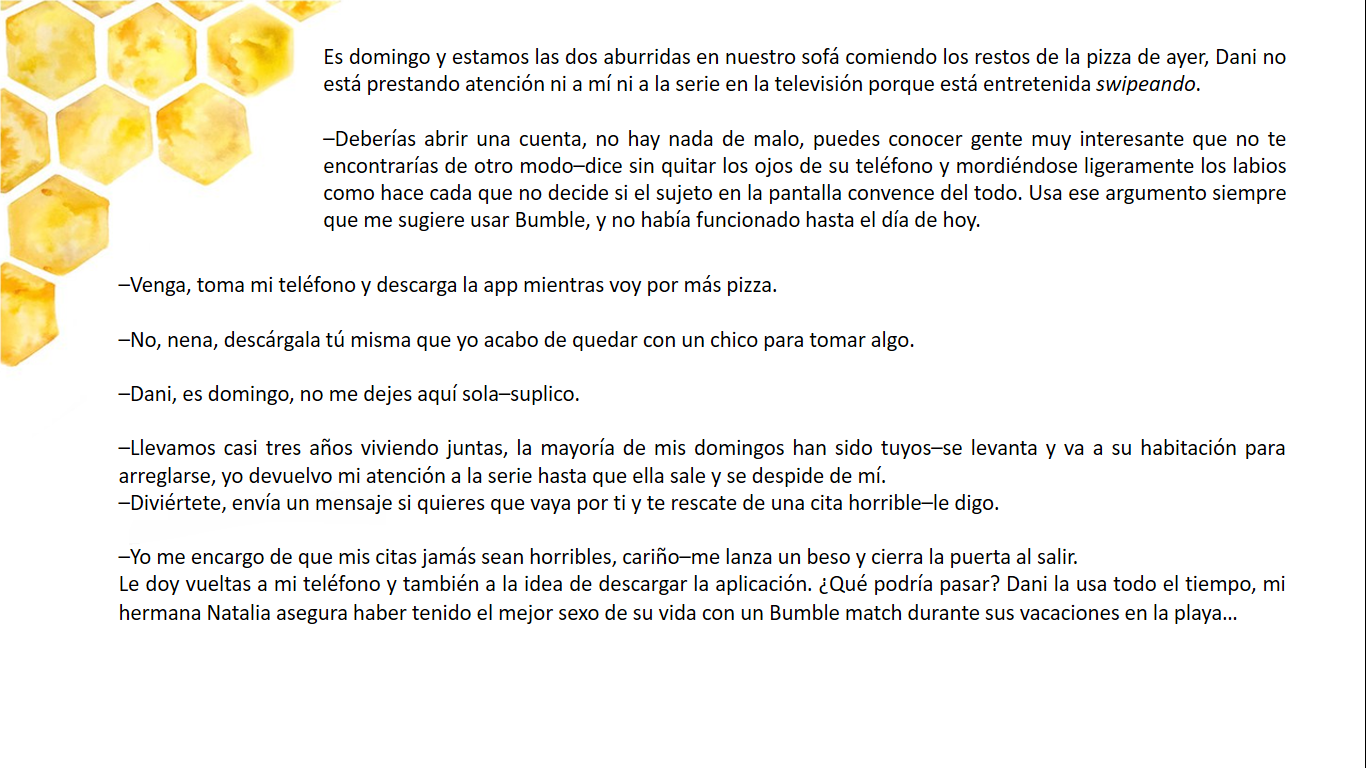 Es domingo y estamos las dos aburridas en nuestro sofá comiendo los restos de la pizza de ayer, Dani no
está prestando atención ni a mí ni a la serie en la televisión porque está entretenida swipeando.
–Deberías abrir una cuenta, no hay nada de malo, puedes conocer gente muy interesante que no te
encontrarías de otro modo–dice sin quitar los ojos de su teléfono y mordiéndose ligeramente los labios
como hace cada que no decide si el sujeto en la pantalla convence del todo. Usa ese argumento siempre
que me sugiere usar Bumble, y no había funcionado hasta el día de hoy.
–Venga, toma mi teléfono y descarga la app mientras voy por más pizza.
–No, nena, descárgala tú misma que yo acabo de quedar con un chico para tomar algo.
–Dani, es domingo, no me dejes aquí sola–suplico.
–Llevamos casi tres años viviendo juntas, la mayoría de mis domingos han sido tuyos–se levanta y va a su habitación para
arreglarse, yo devuelvo mi atención a la serie hasta que ella sale y se despide de mí.
–Diviértete, envía un mensaje si quieres que vaya por ti y te rescate de una cita horrible–le digo.
–Yo me encargo de que mis citas jamás sean horribles, cariño–me lanza un beso y cierra la puerta al salir.
Le doy vueltas a mi teléfono y también a la idea de descargar la aplicación. ¿Qué podría pasar? Dani la usa todo el tiempo, mi
hermana Natalia asegura haber tenido el mejor sexo de su vida con un Bumble match durante sus vacaciones en la playa...